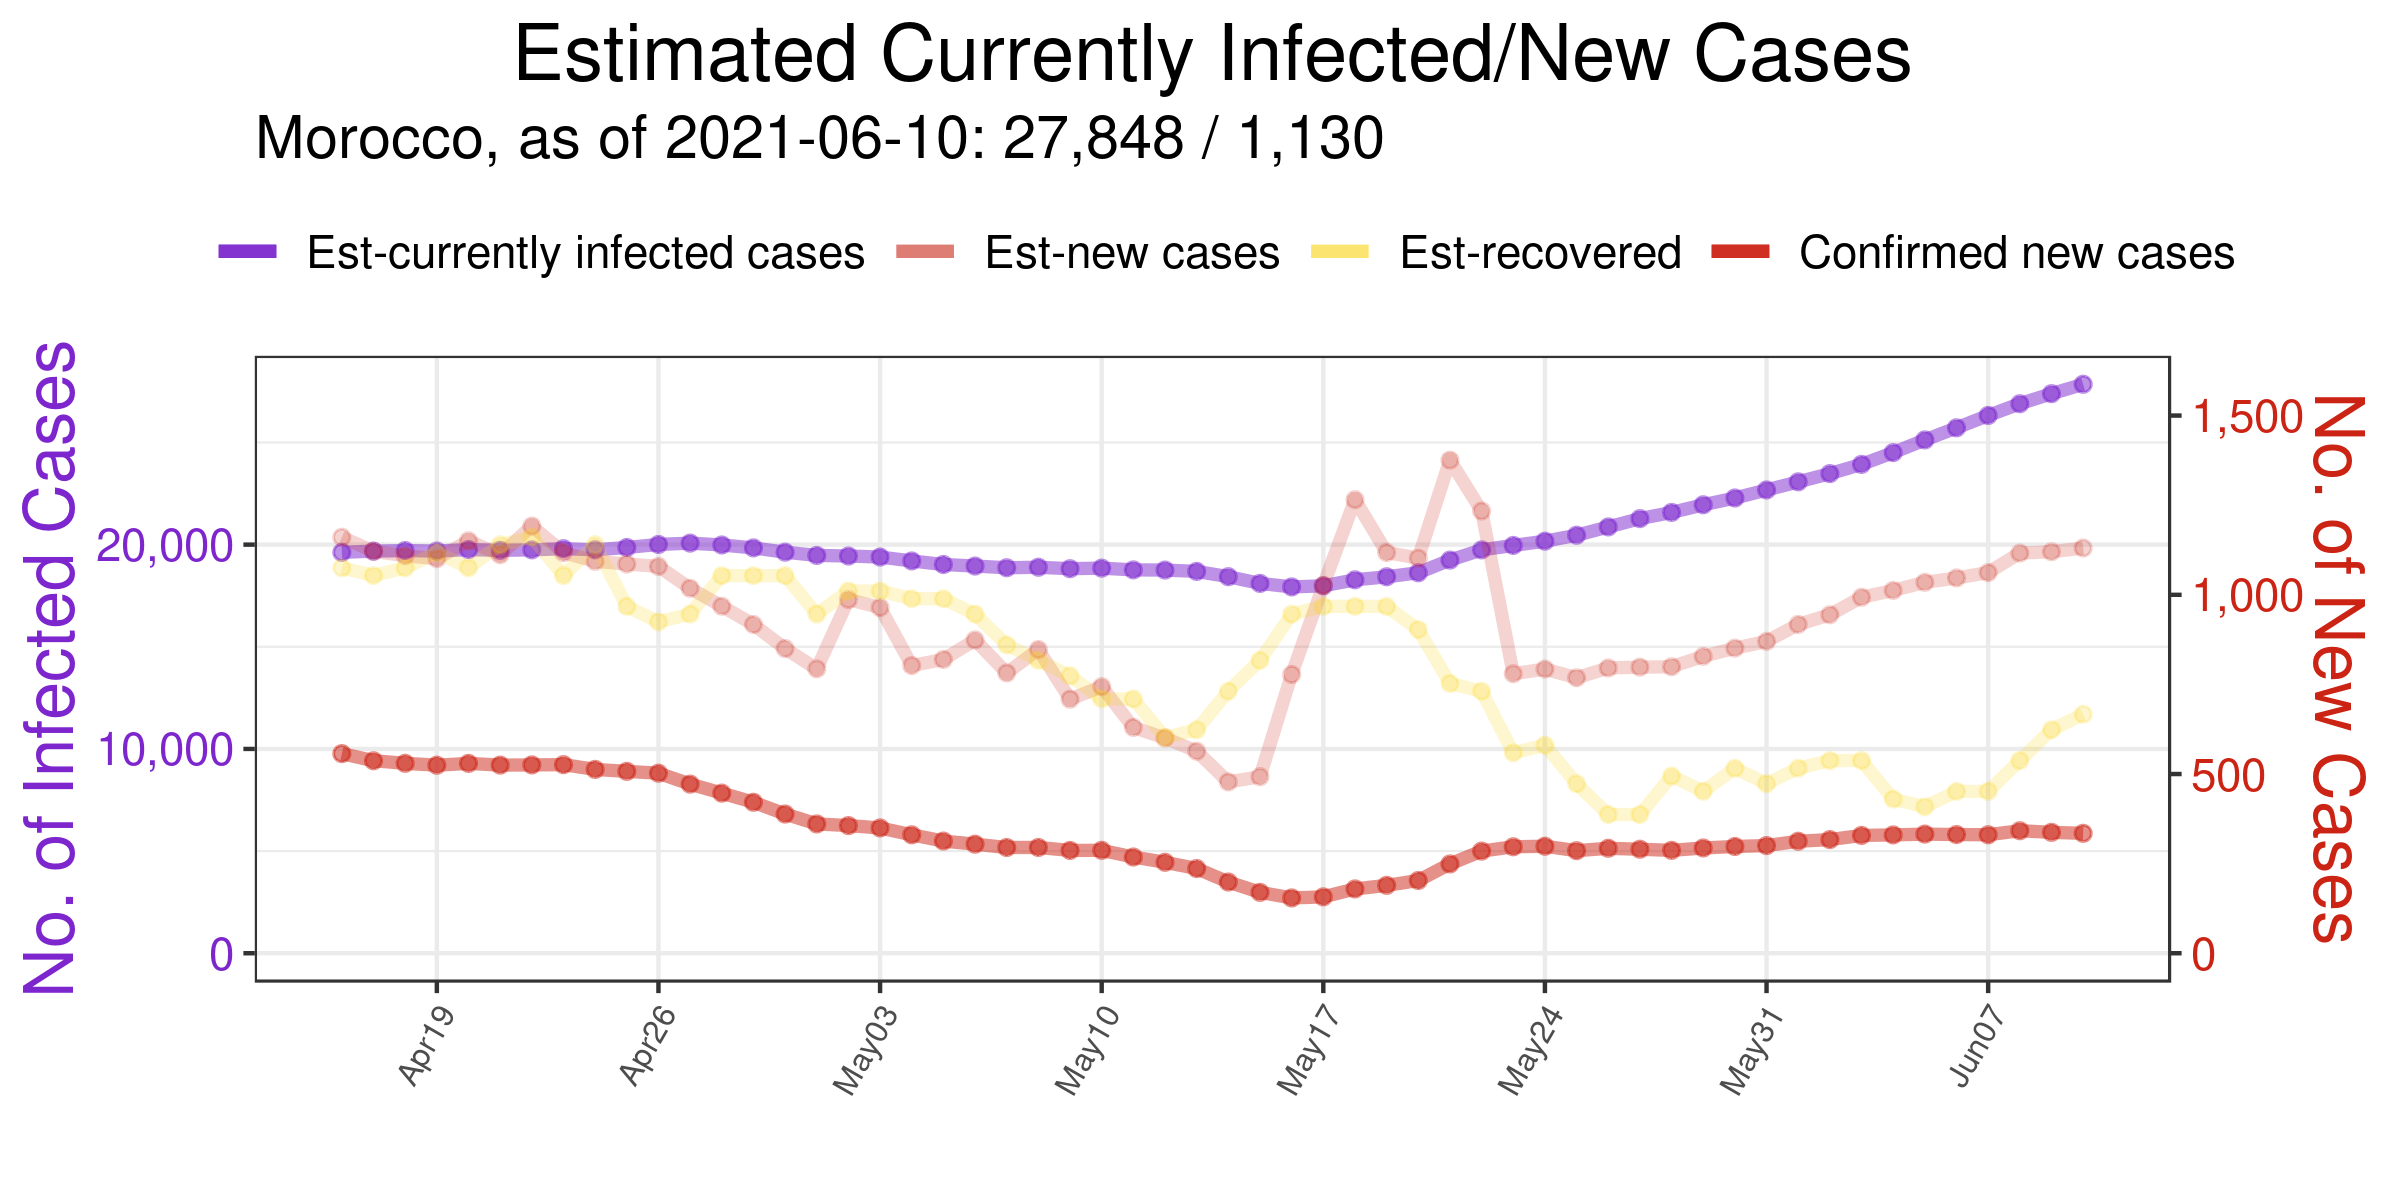 Estimated Currently Infected/New Cases
Morocco, as of 2021-06-10: 27,848 / 1,130
Est-currently infected cases Est-new cases Est-recovered Confirmed new cases
No. of Infected Cases
20,000
10,000
0
1,500
1,000
500
0
No. of New Cases
Apr19 Apr26 May03 May10 May17 May24 May31 Jun07